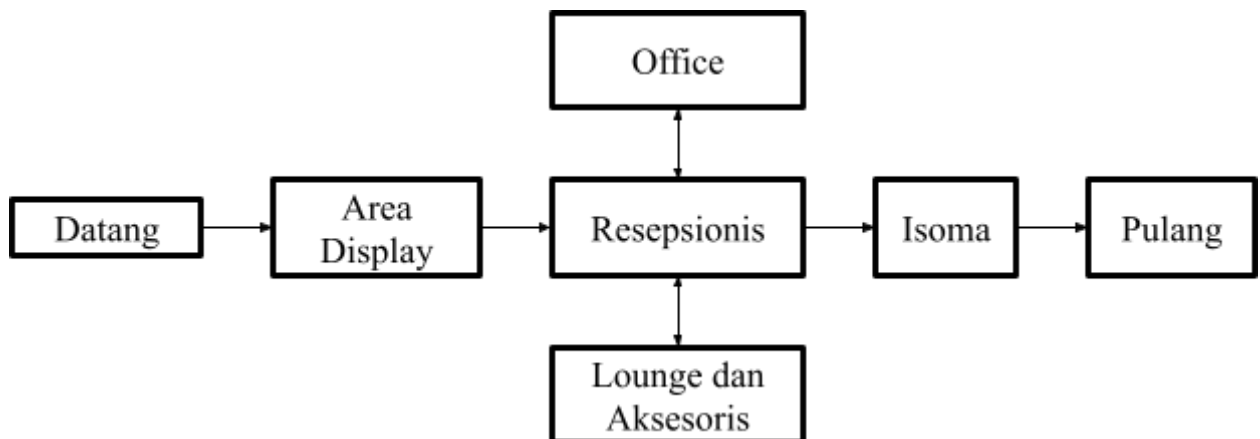 Office
Datang
Area
Display
Resepsionis
Isoma
Pulang
Lounge dan
Aksesoris